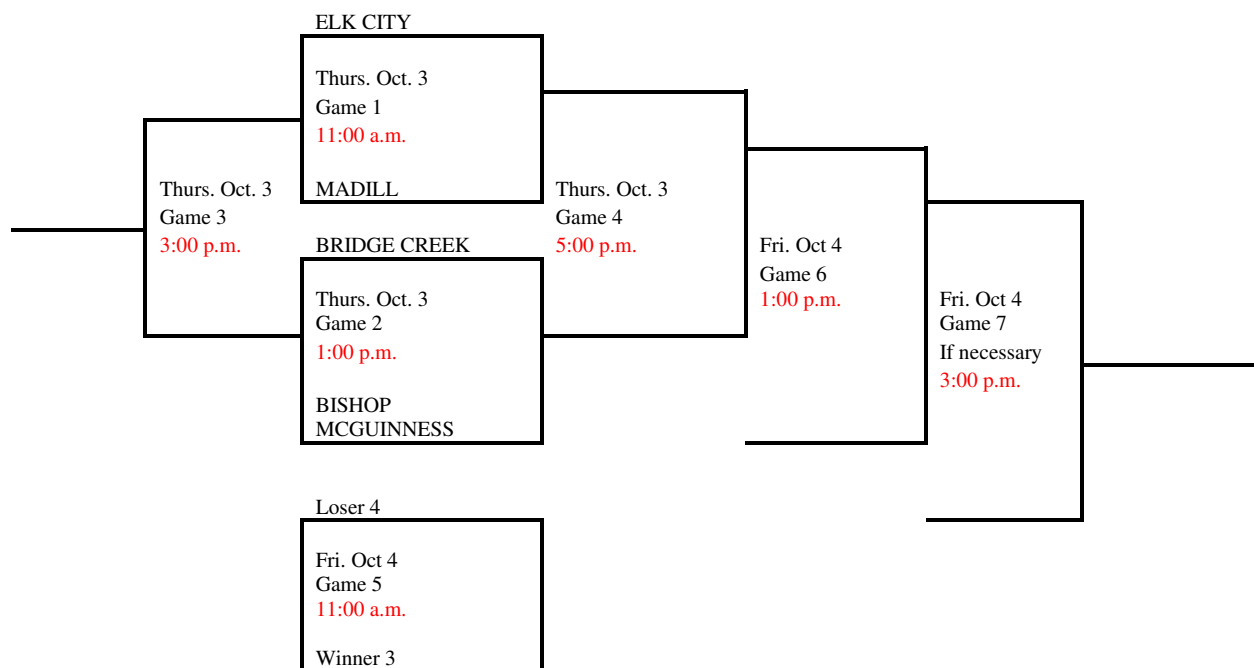 ELK CITY
Thurs. Oct. 3
Game 1
11:00 a.m.
MADILL
Thurs. Oct. 3
Game 3
3:00 p.m.
BRIDGE CREEK
Thurs. Oct. 3
Game 2
1:00 p.m.
BISHOP
MCGUINNESS
Thurs. Oct. 3
Game 4
5:00 p.m.
Fri. Oct 4
Game 6
1:00 p.m.
Fri. Oct 4
Game 7
If necessary
3:00 p.m.
Loser 4
Fri. Oct 4
Game 5
11:00 a.m.
Winner 3